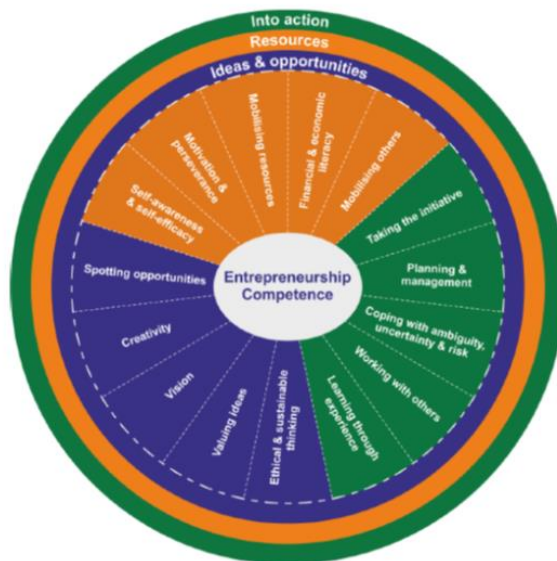 Into action
Resources
Ideas & opportunities
Self-awareness
& self-efficacy
Motivation &
perseverance
Mobilising resources
Financial & economic
literacy
Mobilising others
Taking the initiative
Planning &
management
Coping with ambiguity,
uncertainty & risk
Working with others
Learning through
experience
Ethical & sustainable
thinking
Valuing ideas
Vision
Creativity
Spotting opportunities
Entrepreneurship
Competence